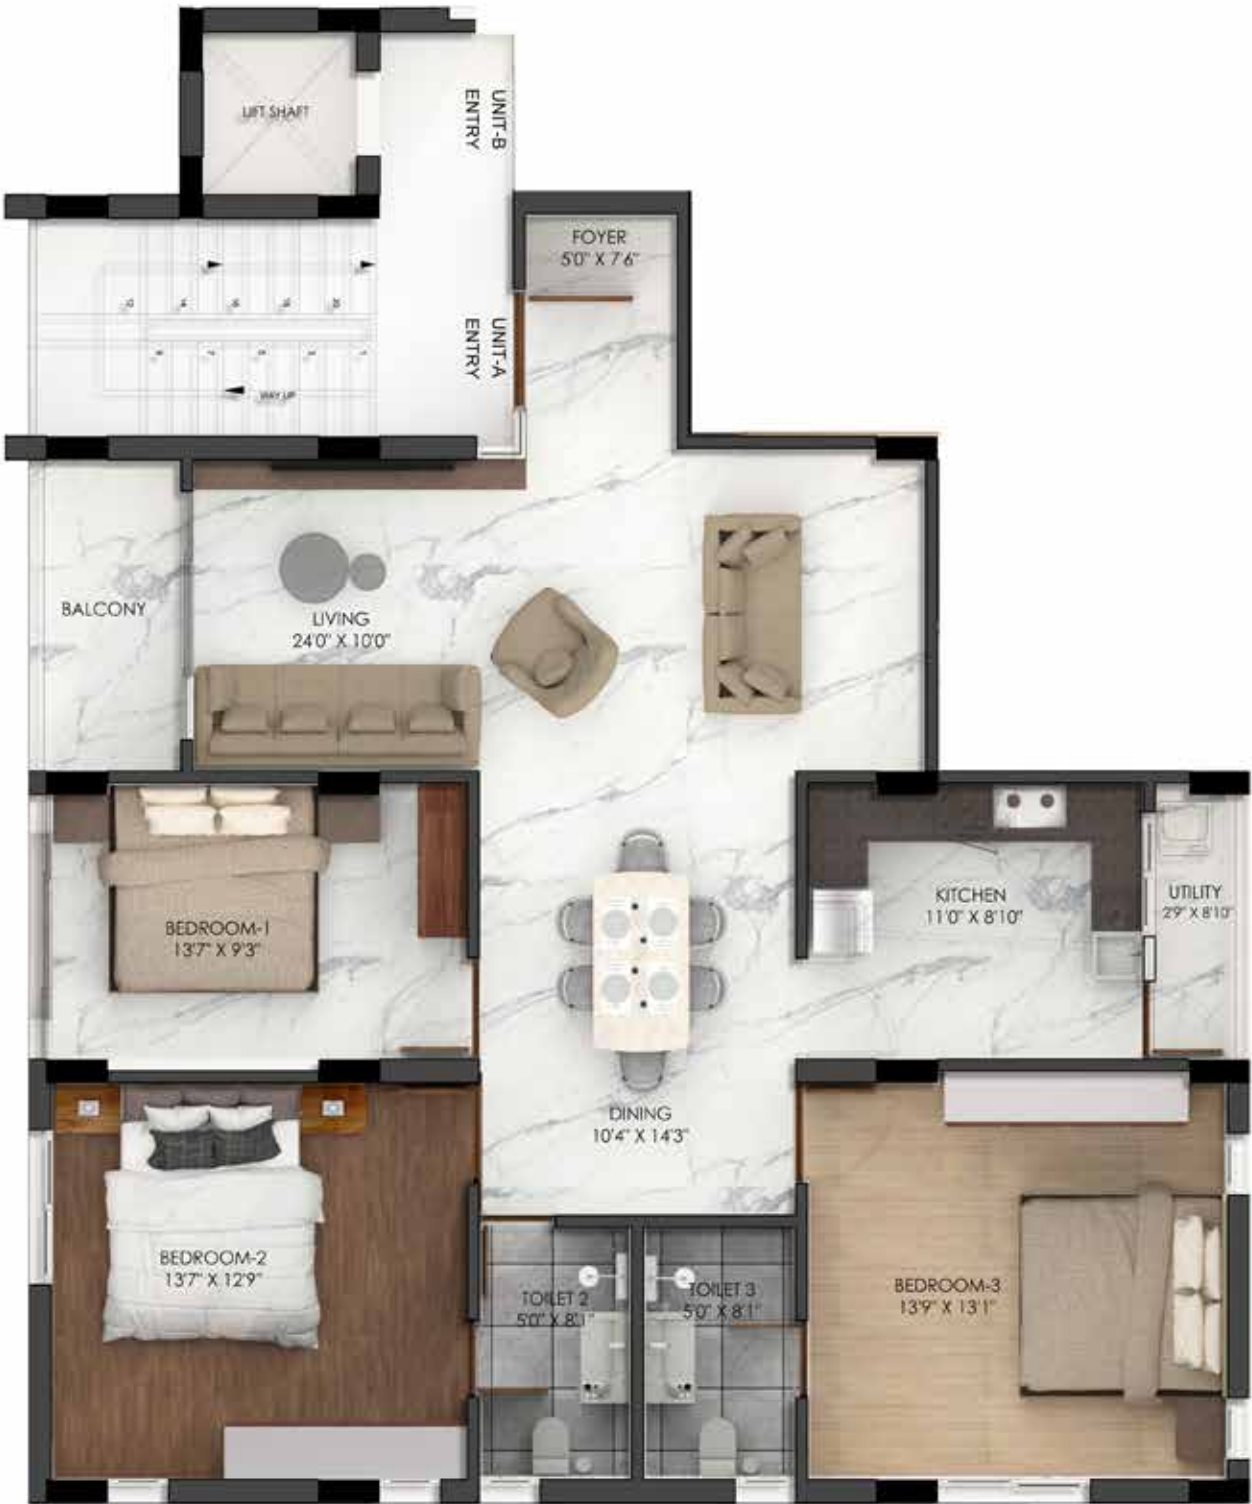 LIFT SHAFT
UNIT-B
ENTRY
FOYER
5'0" X 7'6"
UNIT-A
ENTRY
WAY UP
BALCONY
LIVING
24'0" X 10'0"
BEDROOM-1
13'7" X 9'3"
KITCHEN
11'0" X 8'10"
UTILITY
2'9" X 8'10"
DINING
10'4" X 14'3"
BEDROOM-2
13'7" X 12'9"
TOILET 2
5'0" X 8'1"
TOILET 3
5'0" X 8'1"
BEDROOM-3
13'9" X 13'1"